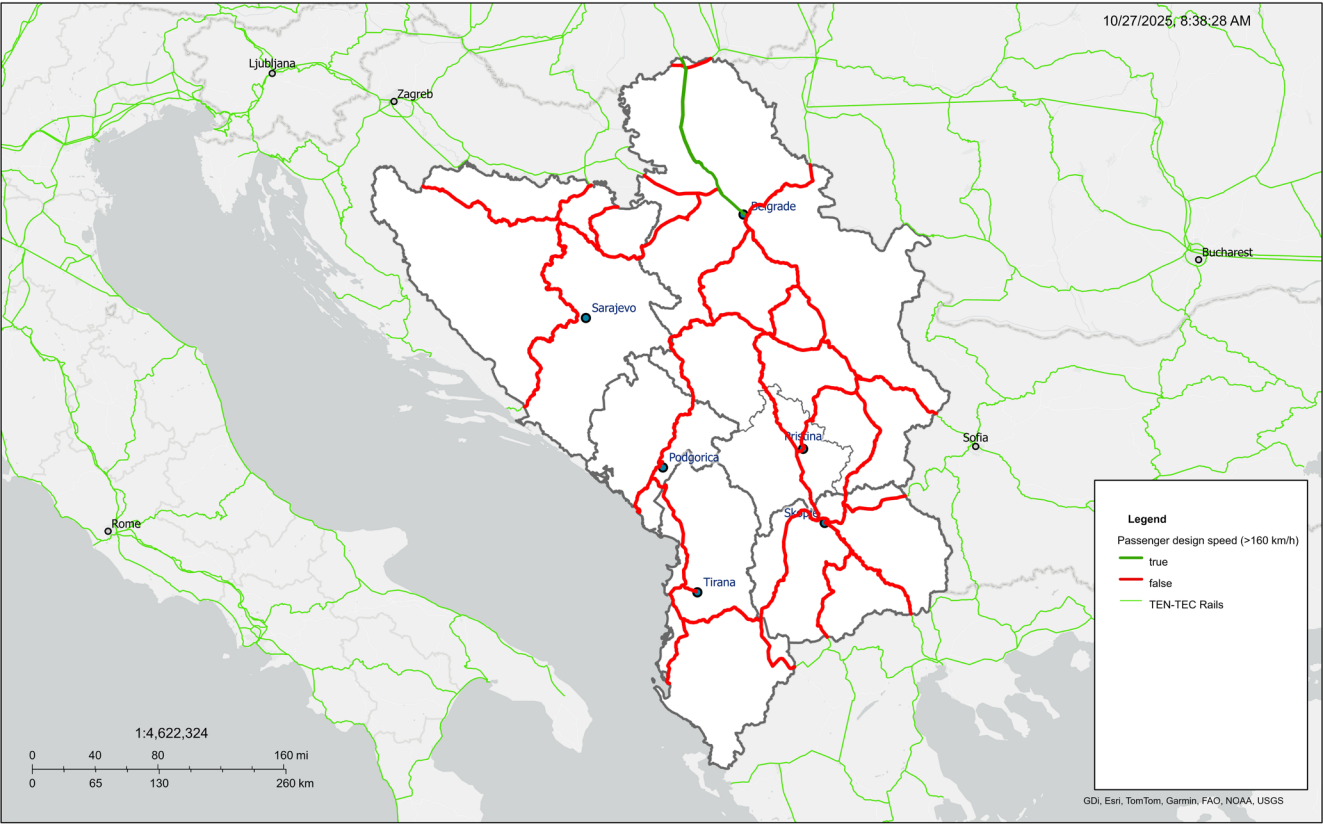 10/27/2025, 8:38:28 AM
Ljubljana
Zagreb
Belgrade
Bucharest
Sarajevo
Sofia
Pristina
Podgorica
Skopje
Rome
Tirana
Legend
Passenger design speed (>160 km/h)
true
false
TEN-TEC Rails
1:4,622,324
0 40 80 160 mi
0 65 130 260 km
GDi, Esri, TomTom, Garmin, FAO, NOAA, USGS